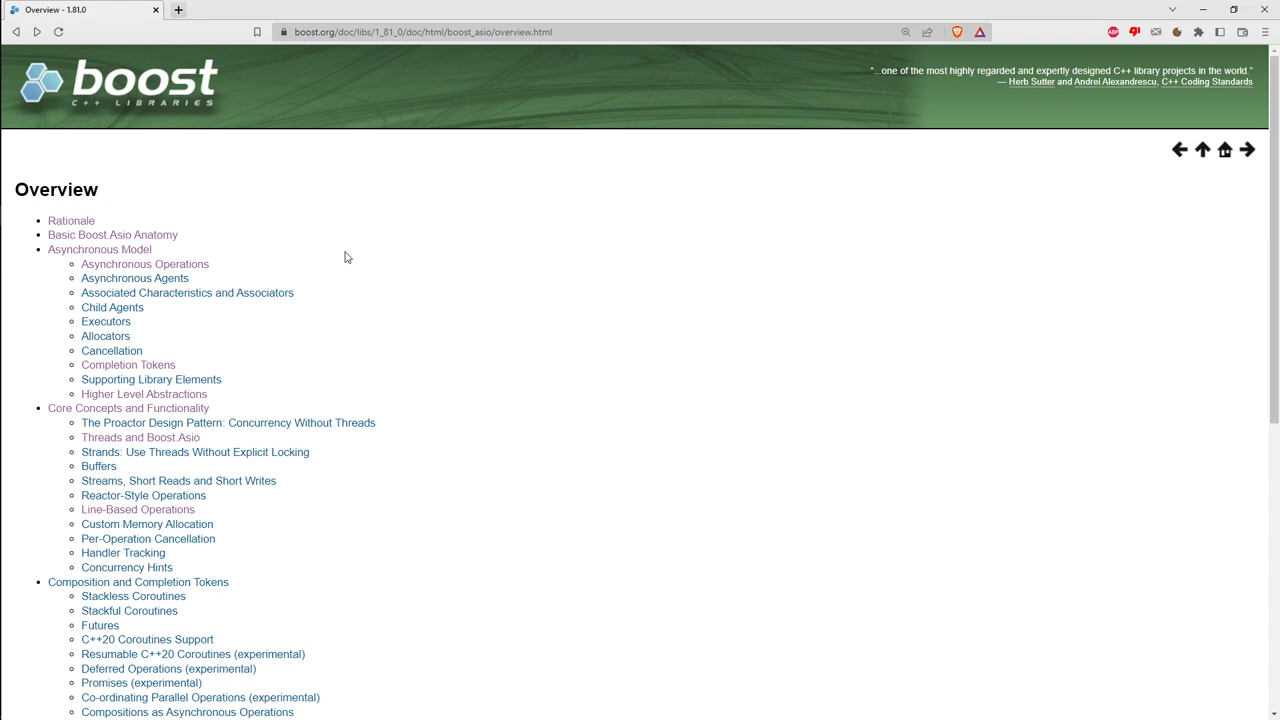 Overview - 1.81.0
boost.org/doc/libs/1_81_0/doc/html/boost_asio/overview.html
ABP
boost
C++ LIBRARIES
"...one of the most highly regarded and expertly designed C++ library projects in the world."
— Herb Sutter and Andrei Alexandrescu, C++ Coding Standards
Overview
Rationale
Basic Boost.Asio Anatomy
Asynchronous Model
Asynchronous Operations
Asynchronous Agents
Associated Characteristics and Associators
Child Agents
Executors
Allocators
Cancellation
Completion Tokens
Supporting Library Elements
Higher Level Abstractions
Core Concepts and Functionality
The Proactor Design Pattern: Concurrency Without Threads
Threads and Boost.Asio
Strands: Use Threads Without Explicit Locking
Buffers
Streams, Short Reads and Short Writes
Reactor-Style Operations
Line-Based Operations
Custom Memory Allocation
Per-Operation Cancellation
Handler Tracking
Concurrency Hints
Composition and Completion Tokens
Stackless Coroutines
Stackful Coroutines
Futures
C++20 Coroutines Support
Resumable C++20 Coroutines (experimental)
Deferred Operations (experimental)
Promises (experimental)
Co-ordinating Parallel Operations (experimental)
Compositions as Asynchronous Operations